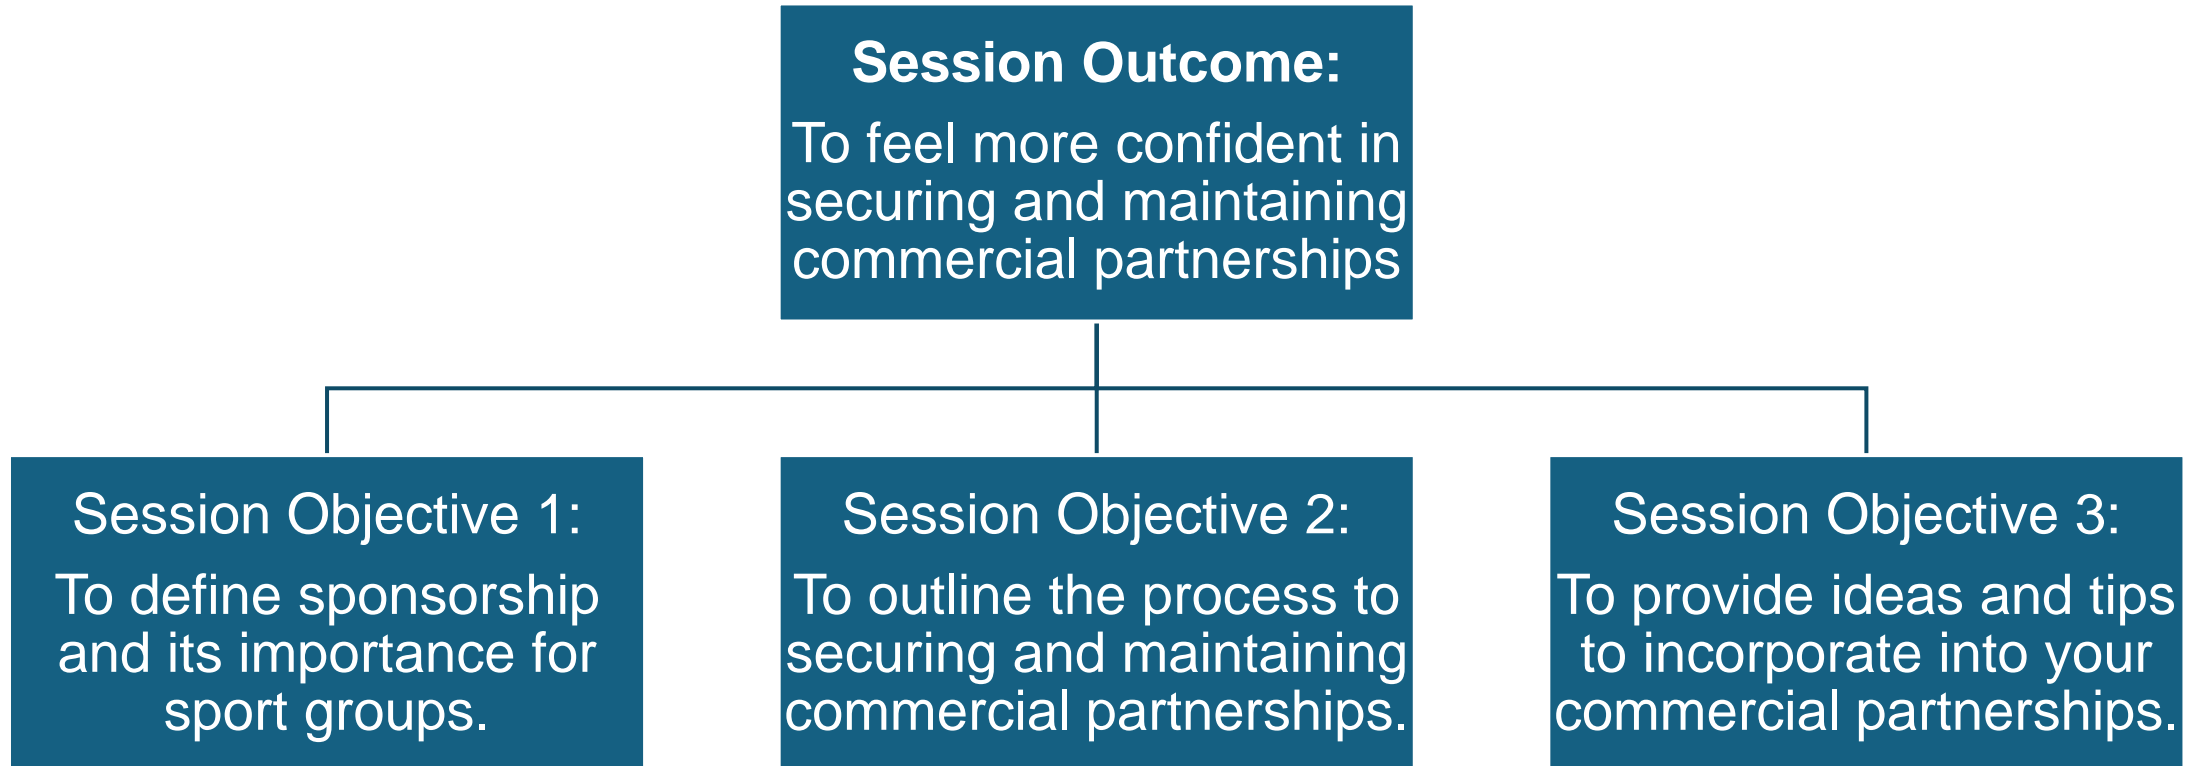 Session Outcome:
To feel more confident in
securing and maintaining
commercial partnerships
Session Objective 1:
To define sponsorship
and its importance for
sport groups.
Session Objective 2:
To outline the process to
securing and maintaining
commercial partnerships.
Session Objective 3:
To provide ideas and tips
to incorporate into your
commercial partnerships.